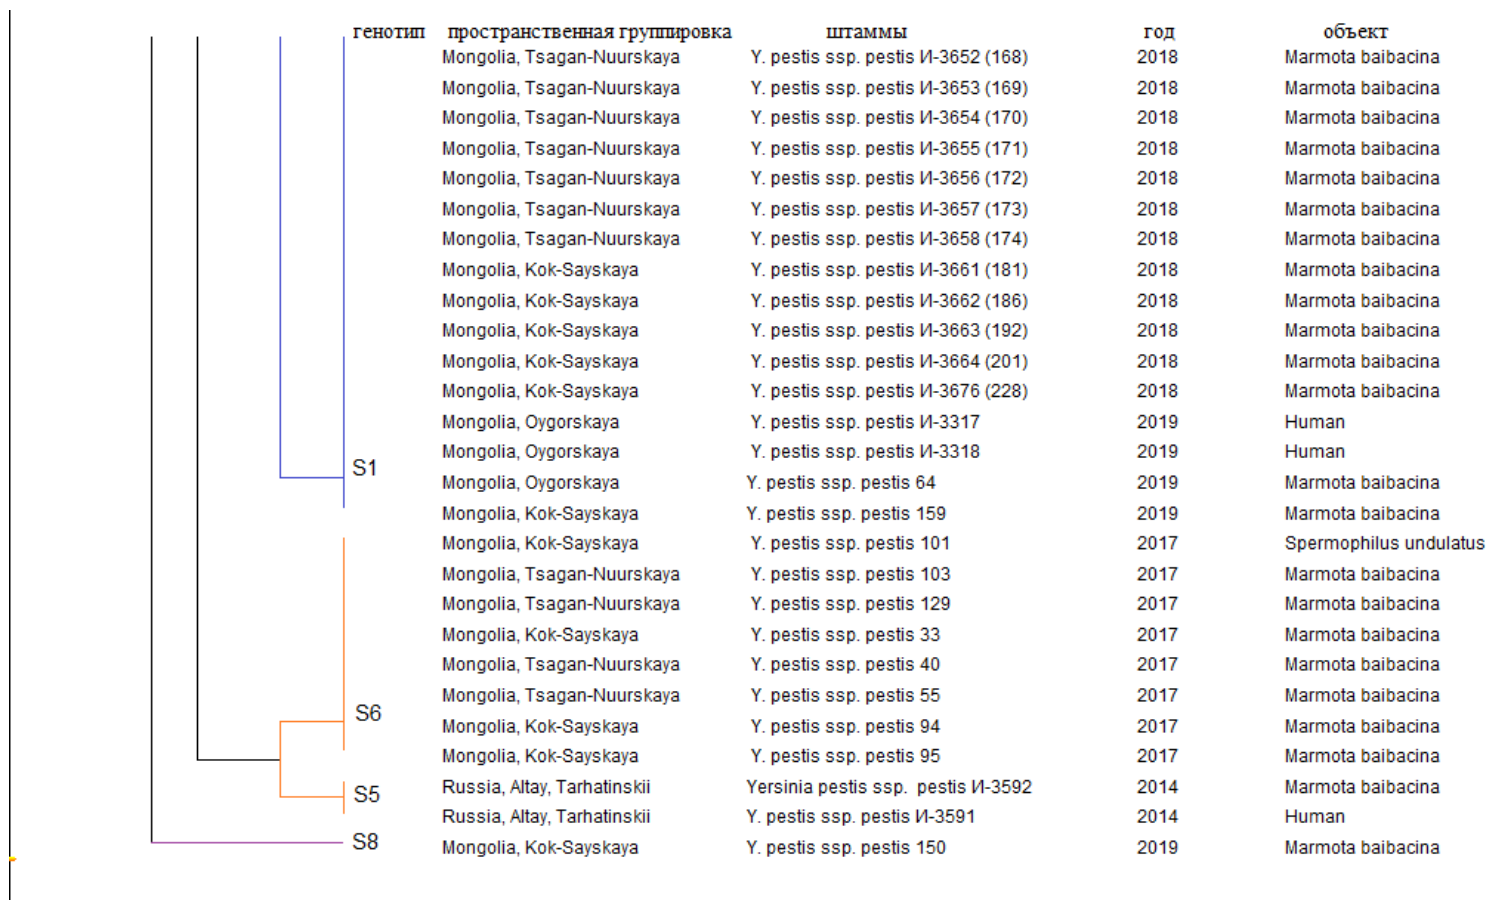 генотип пространственная группировка штаммы год объект
Mongolia, Tsagan-Nuurskaya Y. pestis ssp. pestis И-3652 (168) 2018 Marmota baibacina
Mongolia, Tsagan-Nuurskaya Y. pestis ssp. pestis И-3653 (169) 2018 Marmota baibacina
Mongolia, Tsagan-Nuurskaya Y. pestis ssp. pestis И-3654 (170) 2018 Marmota baibacina
Mongolia, Tsagan-Nuurskaya Y. pestis ssp. pestis И-3655 (171) 2018 Marmota baibacina
Mongolia, Tsagan-Nuurskaya Y. pestis ssp. pestis И-3656 (172) 2018 Marmota baibacina
Mongolia, Tsagan-Nuurskaya Y. pestis ssp. pestis И-3657 (173) 2018 Marmota baibacina
Mongolia, Tsagan-Nuurskaya Y. pestis ssp. pestis И-3658 (174) 2018 Marmota baibacina
Mongolia, Kok-Sayskaya Y. pestis ssp. pestis И-3661 (181) 2018 Marmota baibacina
Mongolia, Kok-Sayskaya Y. pestis ssp. pestis И-3662 (186) 2018 Marmota baibacina
Mongolia, Kok-Sayskaya Y. pestis ssp. pestis И-3663 (192) 2018 Marmota baibacina
Mongolia, Kok-Sayskaya Y. pestis ssp. pestis И-3664 (201) 2018 Marmota baibacina
Mongolia, Kok-Sayskaya Y. pestis ssp. pestis И-3676 (228) 2018 Marmota baibacina
Mongolia, Oygorskaya Y. pestis ssp. pestis И-3317 2019 Human
Mongolia, Oygorskaya Y. pestis ssp. pestis И-3318 2019 Human
S1
Mongolia, Oygorskaya Y. pestis ssp. pestis 64 2019 Marmota baibacina
Mongolia, Kok-Sayskaya Y. pestis ssp. pestis 159 2019 Marmota baibacina
Mongolia, Kok-Sayskaya Y. pestis ssp. pestis 101 2017 Spermophilus undulatus
Mongolia, Tsagan-Nuurskaya Y. pestis ssp. pestis 103 2017 Marmota baibacina
Mongolia, Tsagan-Nuurskaya Y. pestis ssp. pestis 129 2017 Marmota baibacina
Mongolia, Kok-Sayskaya Y. pestis ssp. pestis 33 2017 Marmota baibacina
Mongolia, Tsagan-Nuurskaya Y. pestis ssp. pestis 40 2017 Marmota baibacina
Mongolia, Tsagan-Nuurskaya Y. pestis ssp. pestis 55 2017 Marmota baibacina
S6
Mongolia, Kok-Sayskaya Y. pestis ssp. pestis 94 2017 Marmota baibacina
Mongolia, Kok-Sayskaya Y. pestis ssp. pestis 95 2017 Marmota baibacina
Russia, Altay, Tarhatinskii Yersinia pestis ssp. pestis И-3592 2014 Marmota baibacina
S5
Russia, Altay, Tarhatinskii Y. pestis ssp. pestis И-3591 2014 Human
S8
Mongolia, Kok-Sayskaya Y. pestis ssp. pestis 150 2019 Marmota baibacina